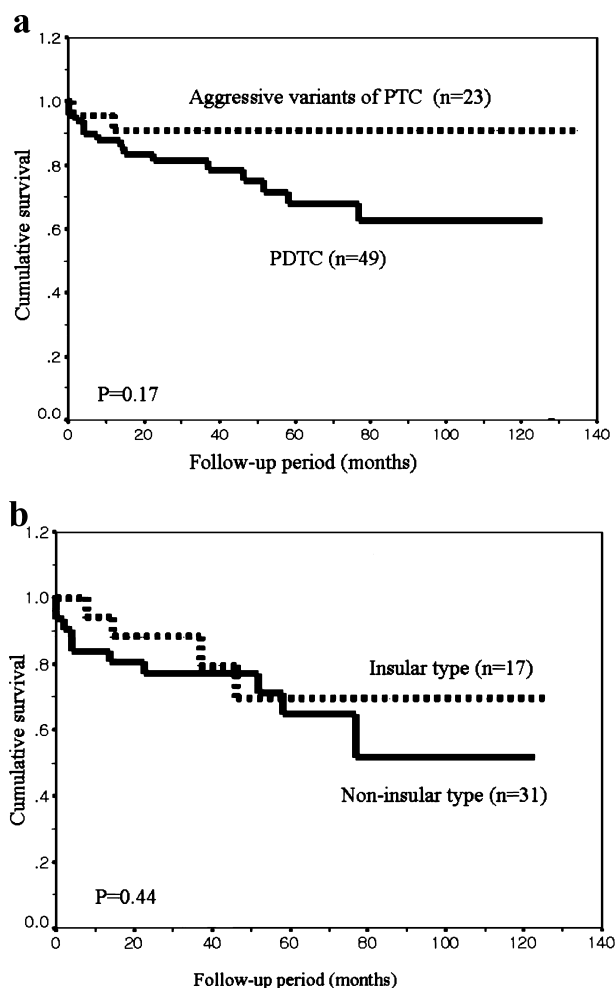 a
1.2
1.0
.8
.6
.4
.2
0.0
Cumulative survival
Aggressive variants of PTC (n=23)
PDTC (n=49)
P=0.17
0 20 40 60 80 100 120 140
Follow-up period (months)
b
1.2
1.0
.8
.6
.4
.2
0.0
Cumulative survival
Insular type (n=17)
Non-insular type (n=31)
P=0.44
0 20 40 60 80 100 120 140
Follow-up period (months)